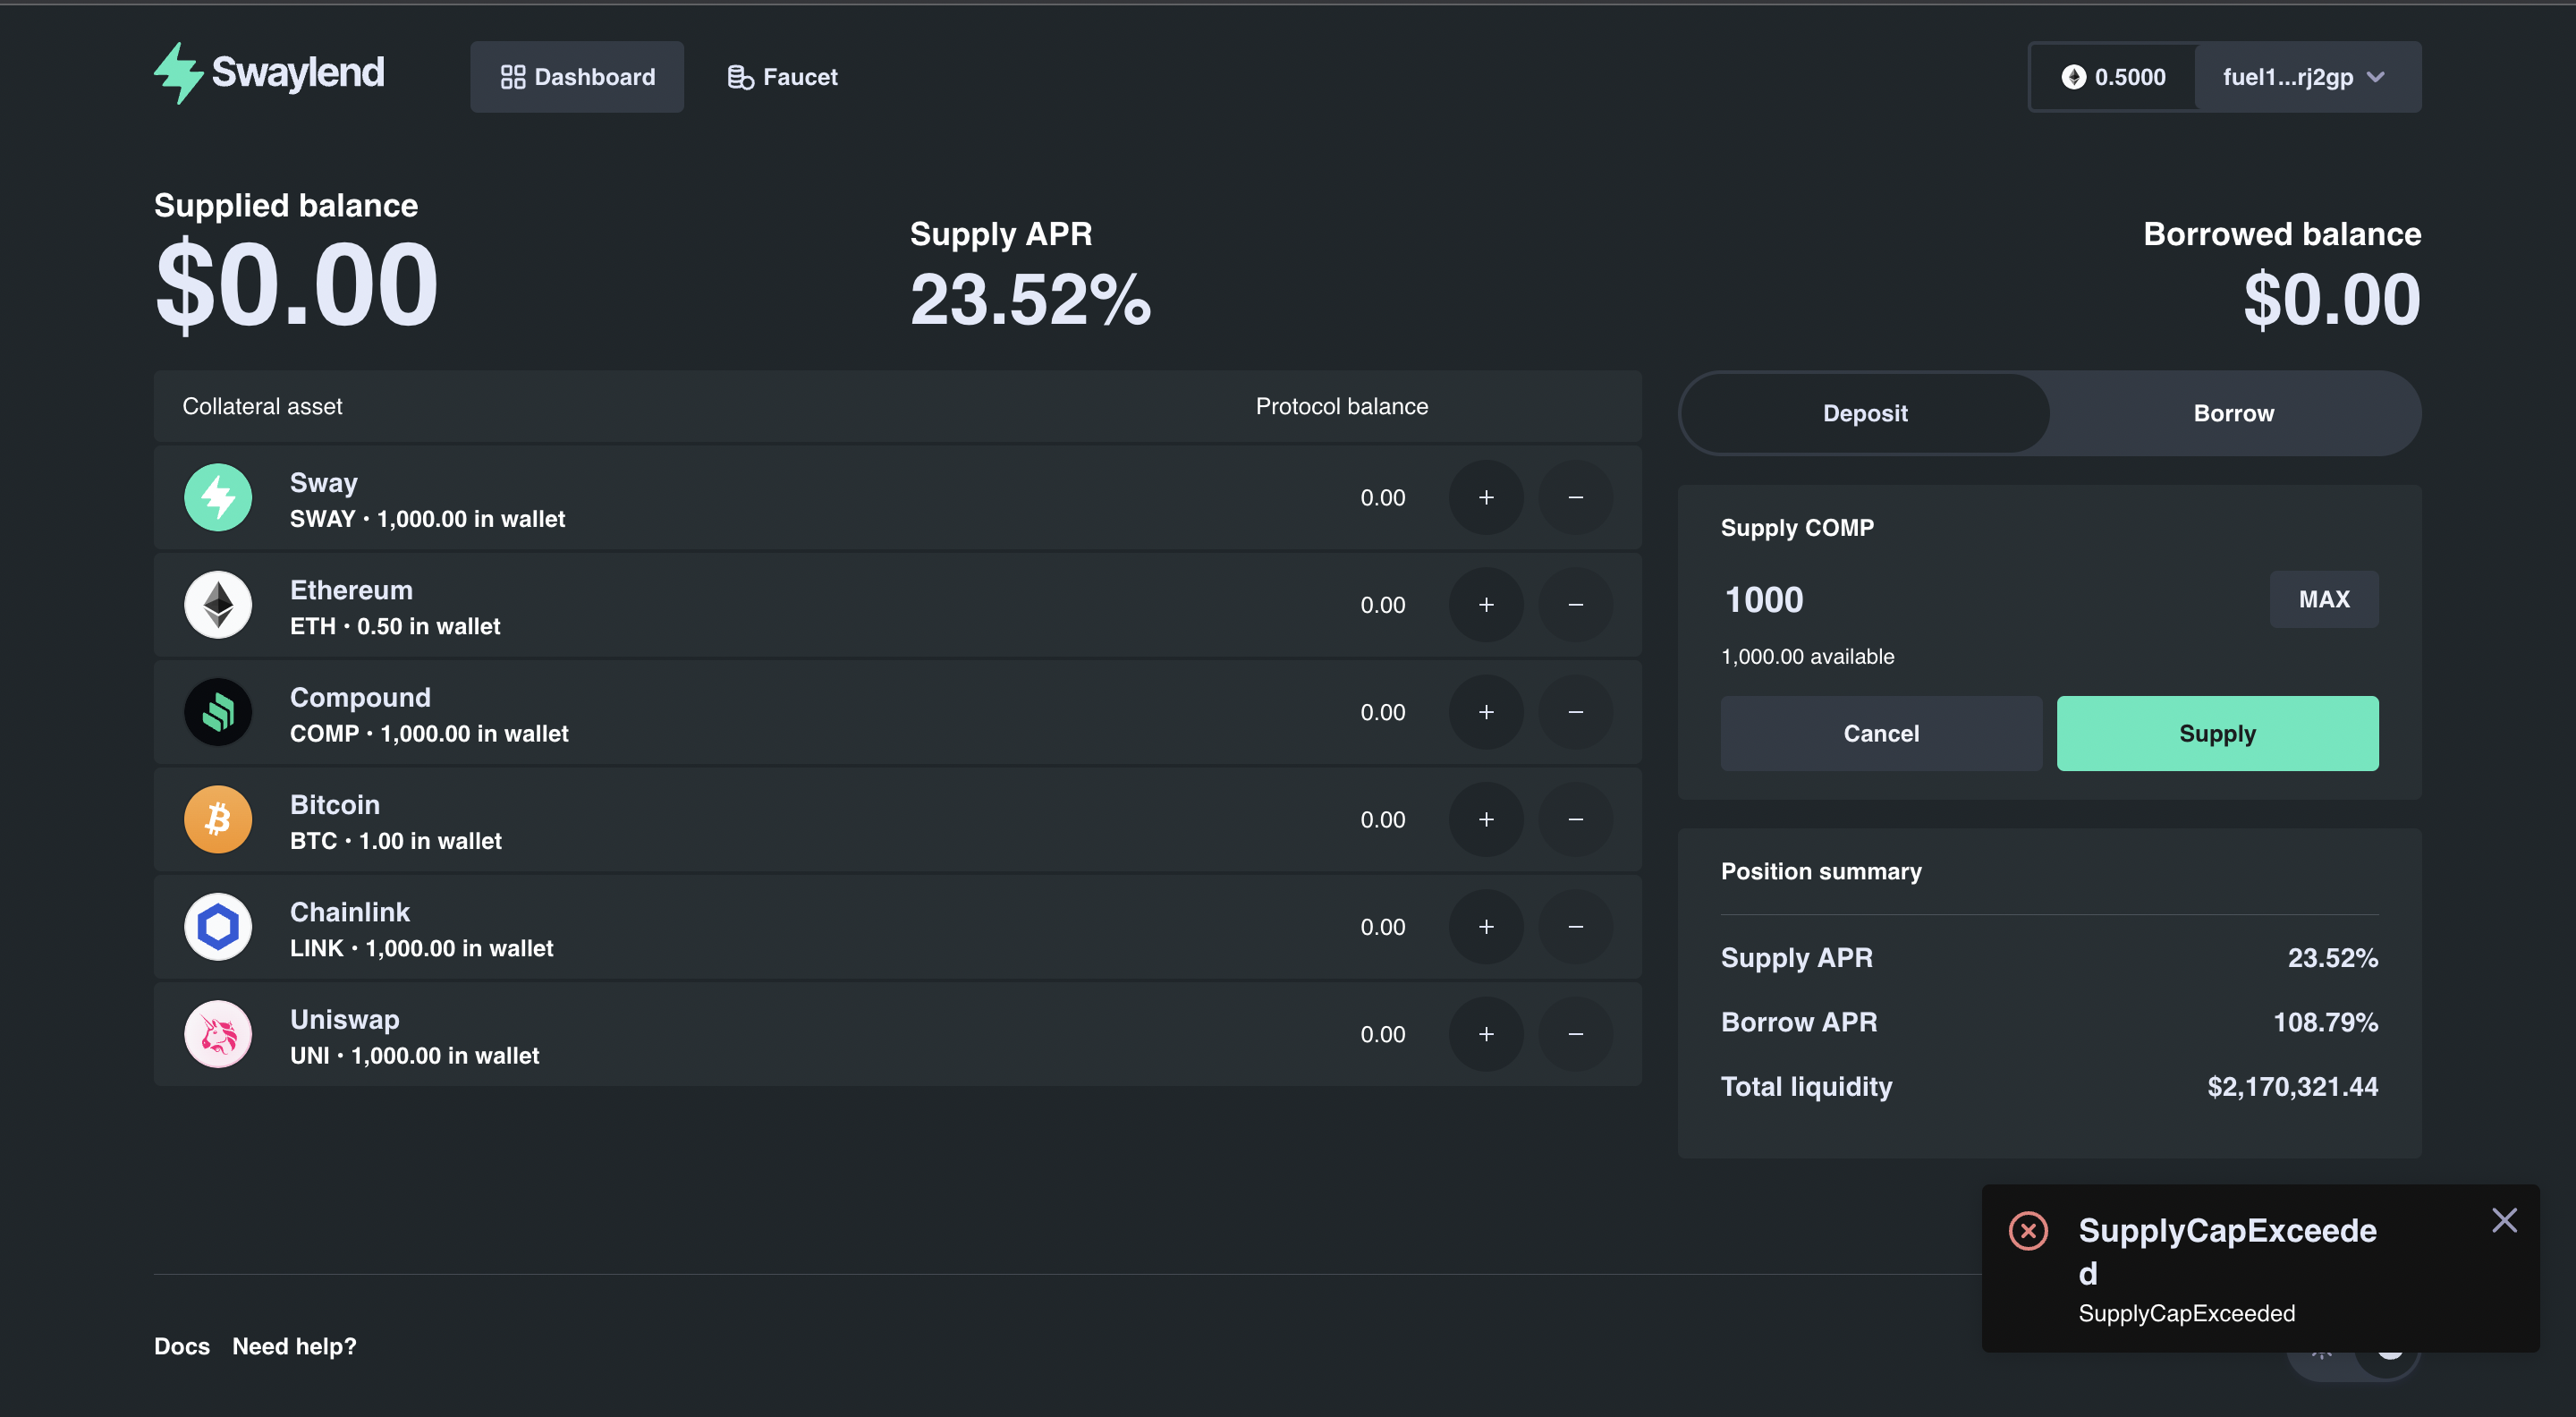 Swaylend
Dashboard
Faucet
0.5000
fuel1...rj2gp
Supplied balance
$0.00
Supply APR
23.52%
Borrowed balance
$0.00
Collateral asset
Protocol balance
Sway
SWAY • 1,000.00 in wallet
0.00
+
−
Ethereum
ETH • 0.50 in wallet
0.00
+
−
Compound
COMP • 1,000.00 in wallet
0.00
+
−
Bitcoin
BTC • 1.00 in wallet
0.00
+
−
Chainlink
LINK • 1,000.00 in wallet
0.00
+
−
Uniswap
UNI • 1,000.00 in wallet
0.00
+
−
Deposit
Borrow
Supply COMP
1000
MAX
1,000.00 available
Cancel
Supply
Position summary
Supply APR
23.52%
Borrow APR
108.79%
Total liquidity
$2,170,321.44
SupplyCapExceede
d
SupplyCapExceeded
Docs
Need help?